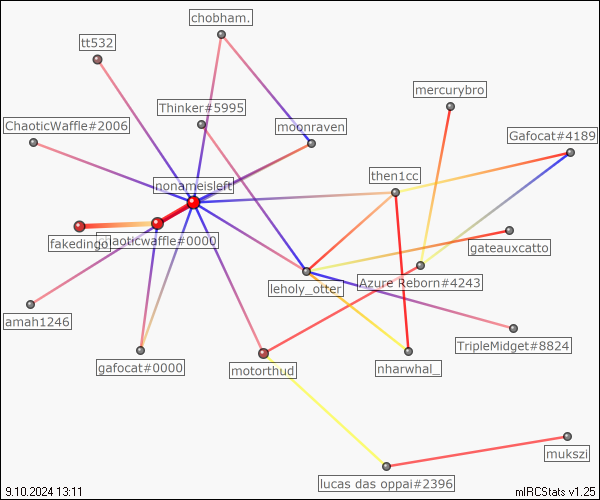 chobham.
tt532
mercurybro
Thinker#5995
ChaoticWaffle#2006
moonraven
Gafocat#4189
then1cc
nonameisleft
fakedingo
chaoticwaffle#0000
gateauxcatto
leholy_otter
Azure Reborn#4243
amah1246
TripleMidget#8824
gafocat#0000
motorthud
nharwhal_
mukszi
lucas das oppai#2396
9.10.2024 13:11
mIRCStats v1.25